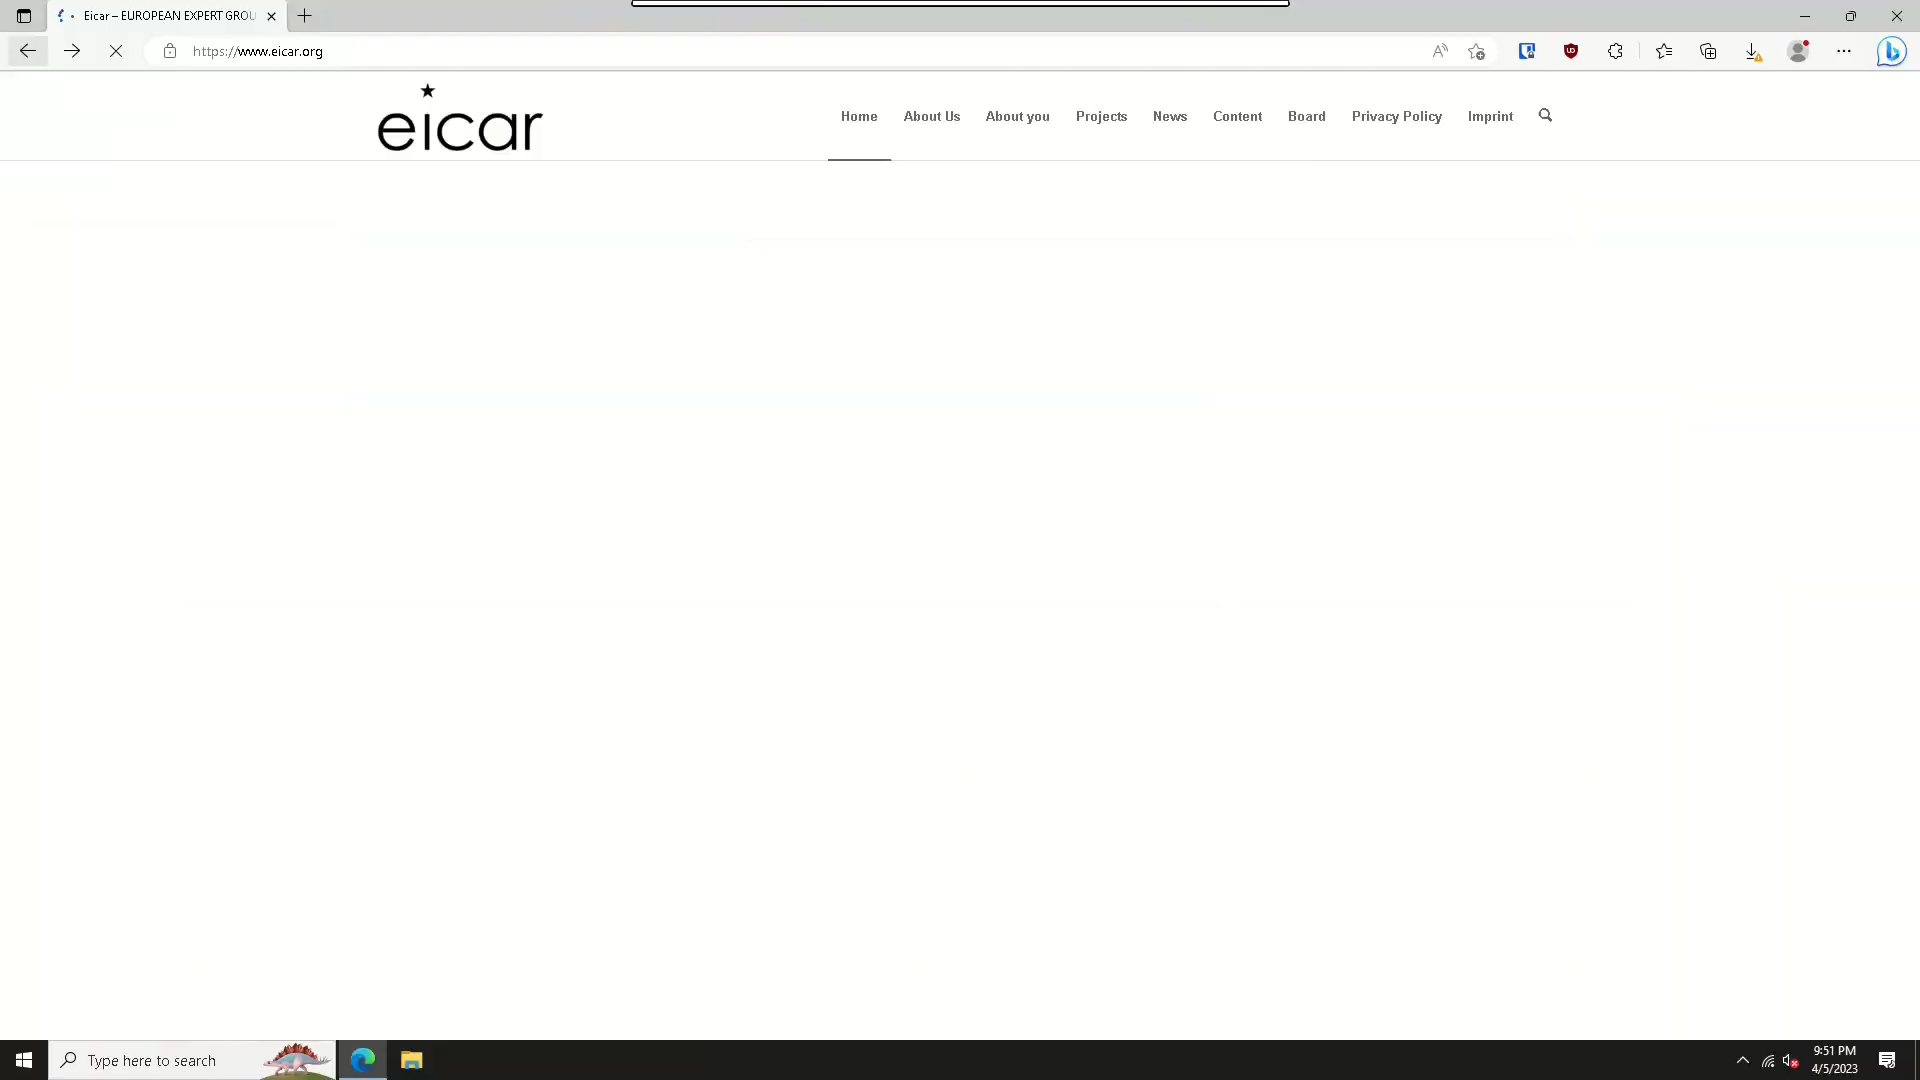 Eicar – EUROPEAN EXPERT GROU
https://www.eicar.org
eicar
Home About Us About you Projects News Content Board Privacy Policy Imprint
Type here to search
9:51 PM
4/5/2023